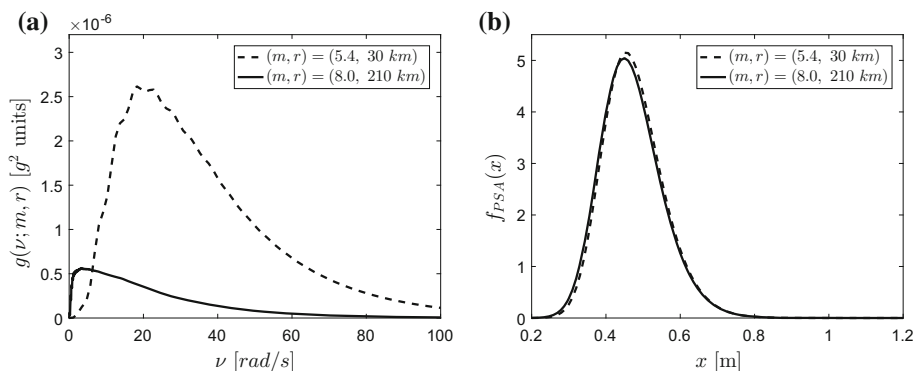 (a)
×10⁻⁶
3
2.5
2
1.5
1
0.5
0
g(ν; m, r) [g² units]
(m, r) = (5.4, 30 km)
(m, r) = (8.0, 210 km)
0 20 40 60 80 100
ν [rad/s]
(b)
5
4
3
2
1
0
f_PSA(x)
(m, r) = (5.4, 30 km)
(m, r) = (8.0, 210 km)
0.2 0.4 0.6 0.8 1 1.2
x [m]